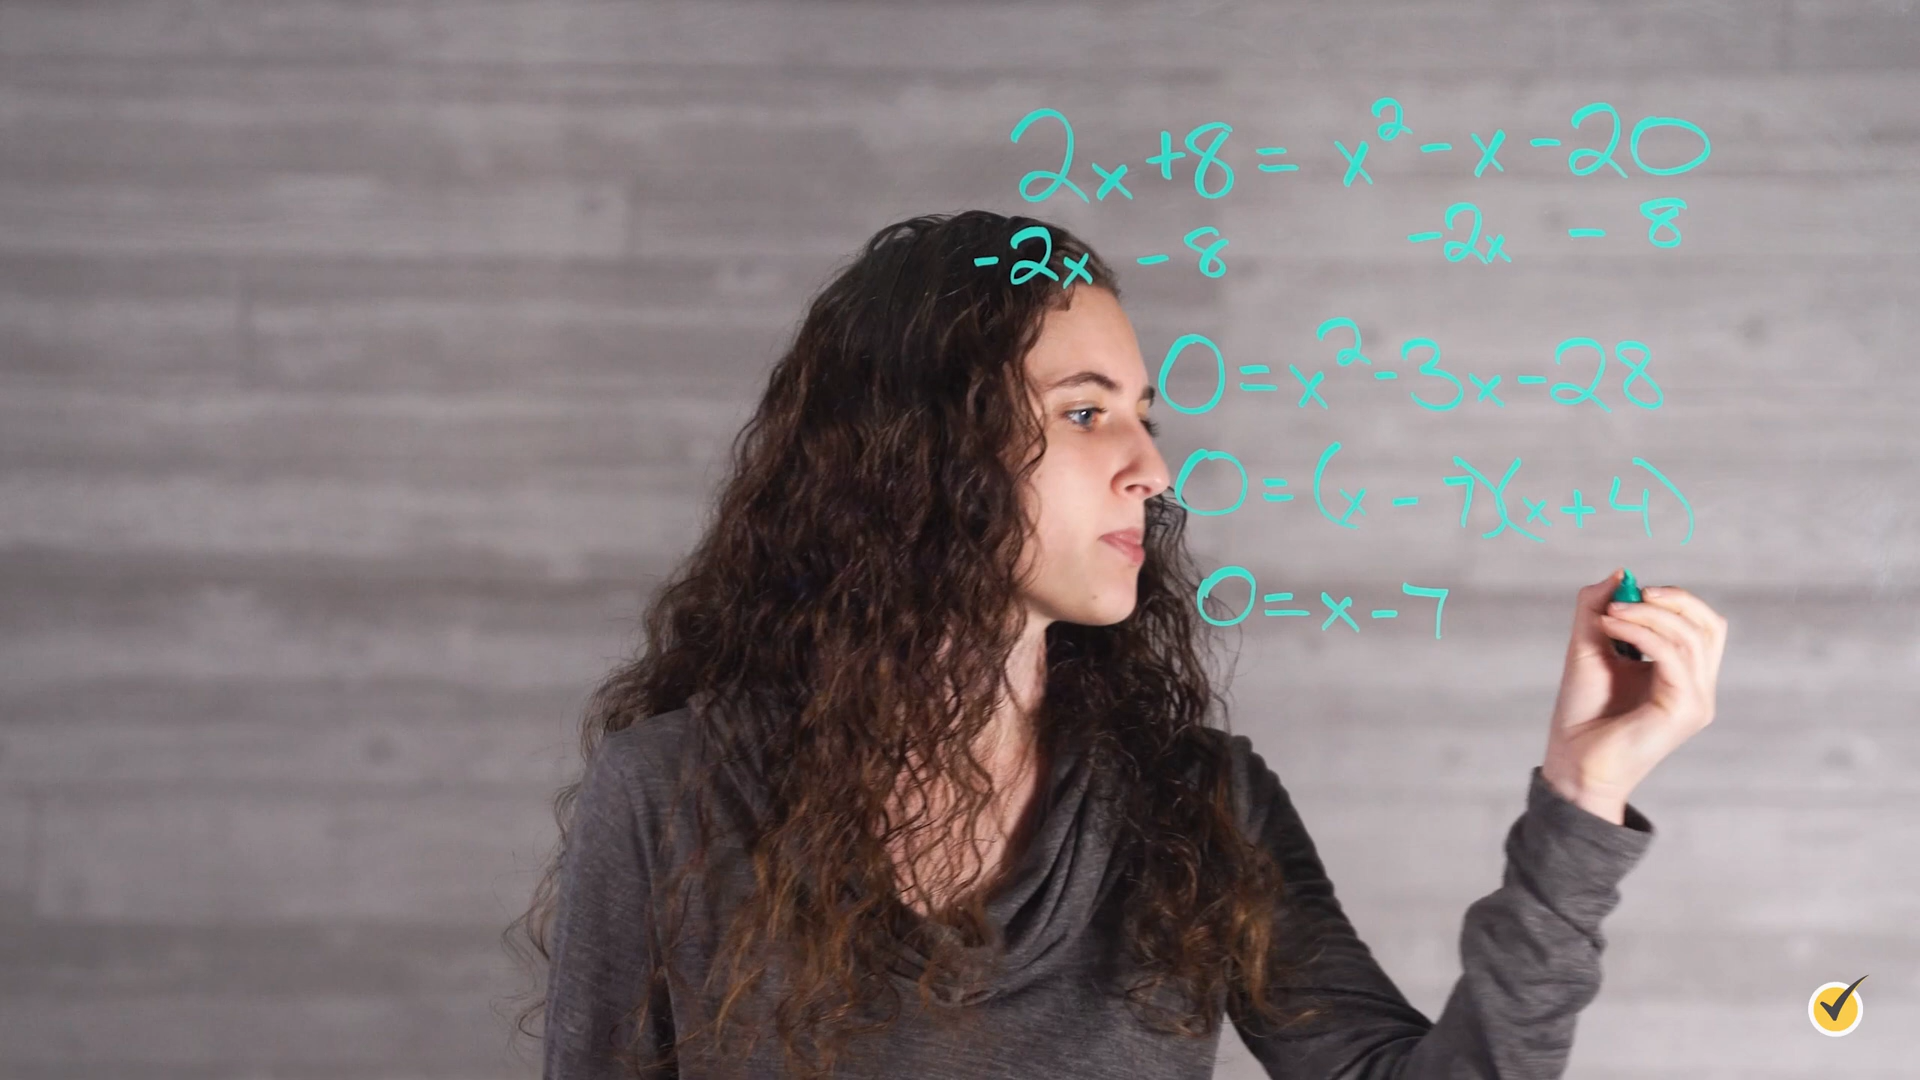 2x+8= x²-x-20
-2x - 8 -2x - 8
0=x²-3x-28
0=(x-7)(x+4)
0=x-7